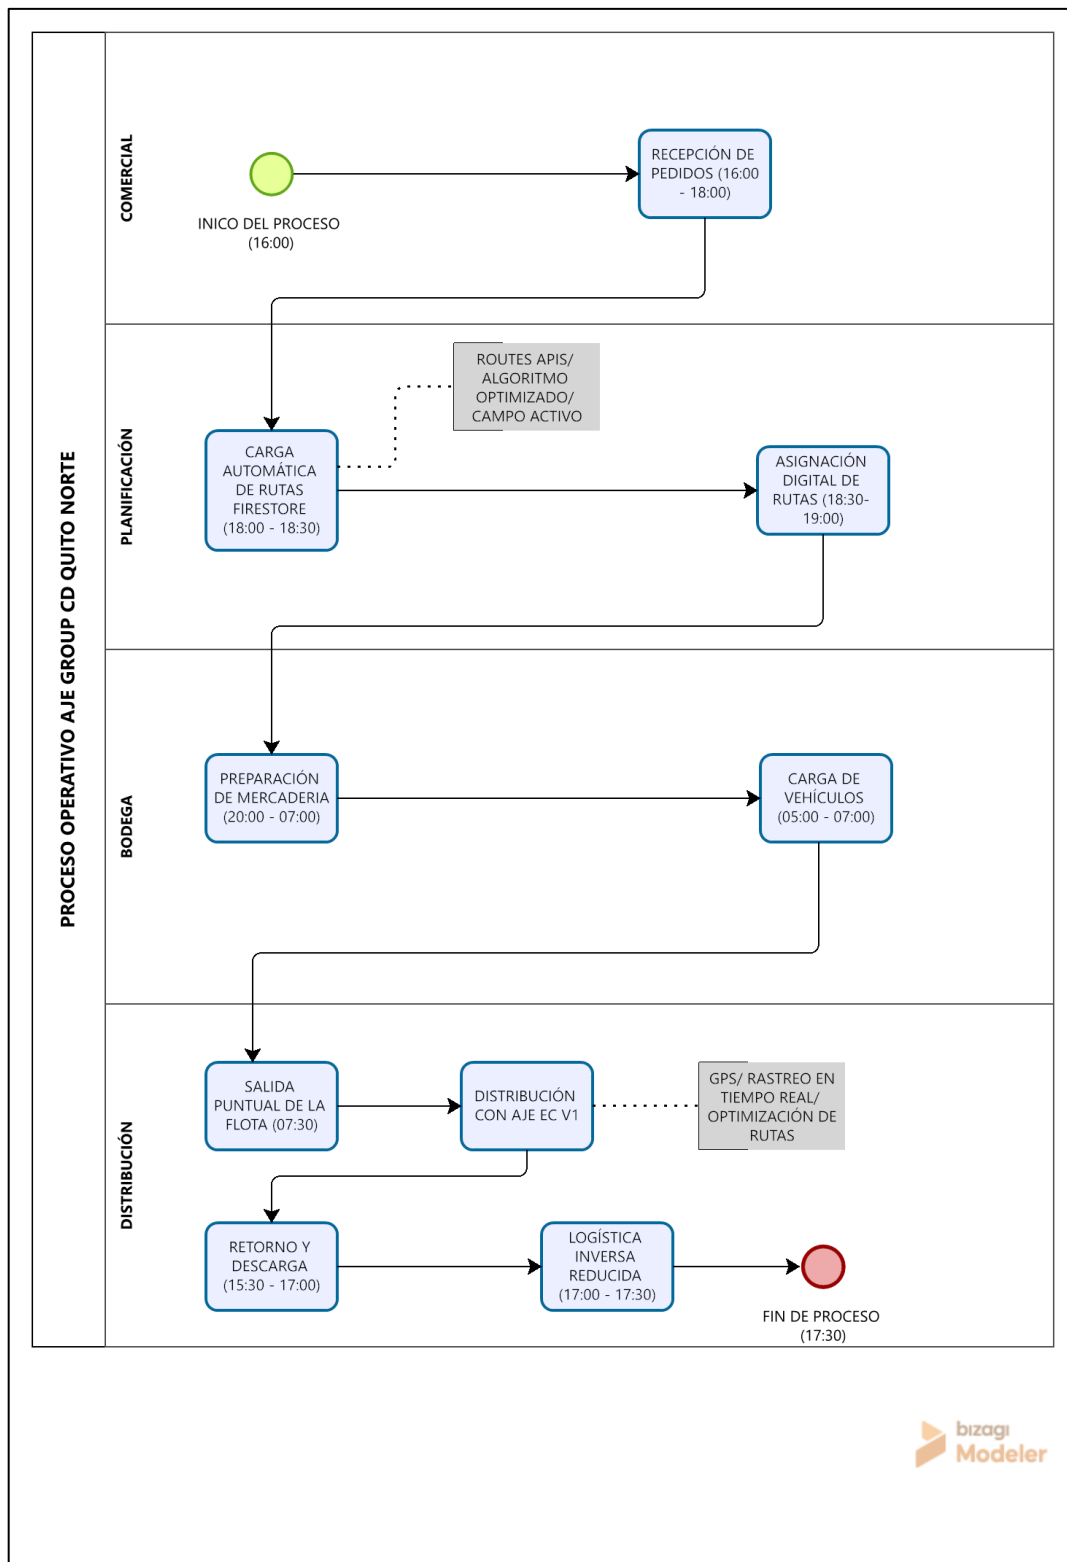 PROCESO OPERATIVO AJE GROUP CD QUITO NORTE
COMERCIAL
INICO DEL PROCESO
(16:00)
RECEPCIÓN DE
PEDIDOS (16:00
- 18:00)
PLANIFICACIÓN
ROUTES APIS/
ALGORITMO
OPTIMIZADO/
CAMPO ACTIVO
CARGA
AUTOMÁTICA
DE RUTAS
FIRESTORE
(18:00 - 18:30)
ASIGNACIÓN
DIGITAL DE
RUTAS (18:30-
19:00)
BODEGA
PREPARACIÓN
DE MERCADERIA
(20:00 - 07:00)
CARGA DE
VEHÍCULOS
(05:00 - 07:00)
DISTRIBUCIÓN
SALIDA
PUNTUAL DE LA
FLOTA (07:30)
DISTRIBUCIÓN
CON AJE EC V1
GPS/ RASTREO EN
TIEMPO REAL/
OPTIMIZACIÓN DE
RUTAS
RETORNO Y
DESCARGA
(15:30 - 17:00)
LOGÍSTICA
INVERSA
REDUCIDA
(17:00 - 17:30)
FIN DE PROCESO
(17:30)
bizagi
Modeler